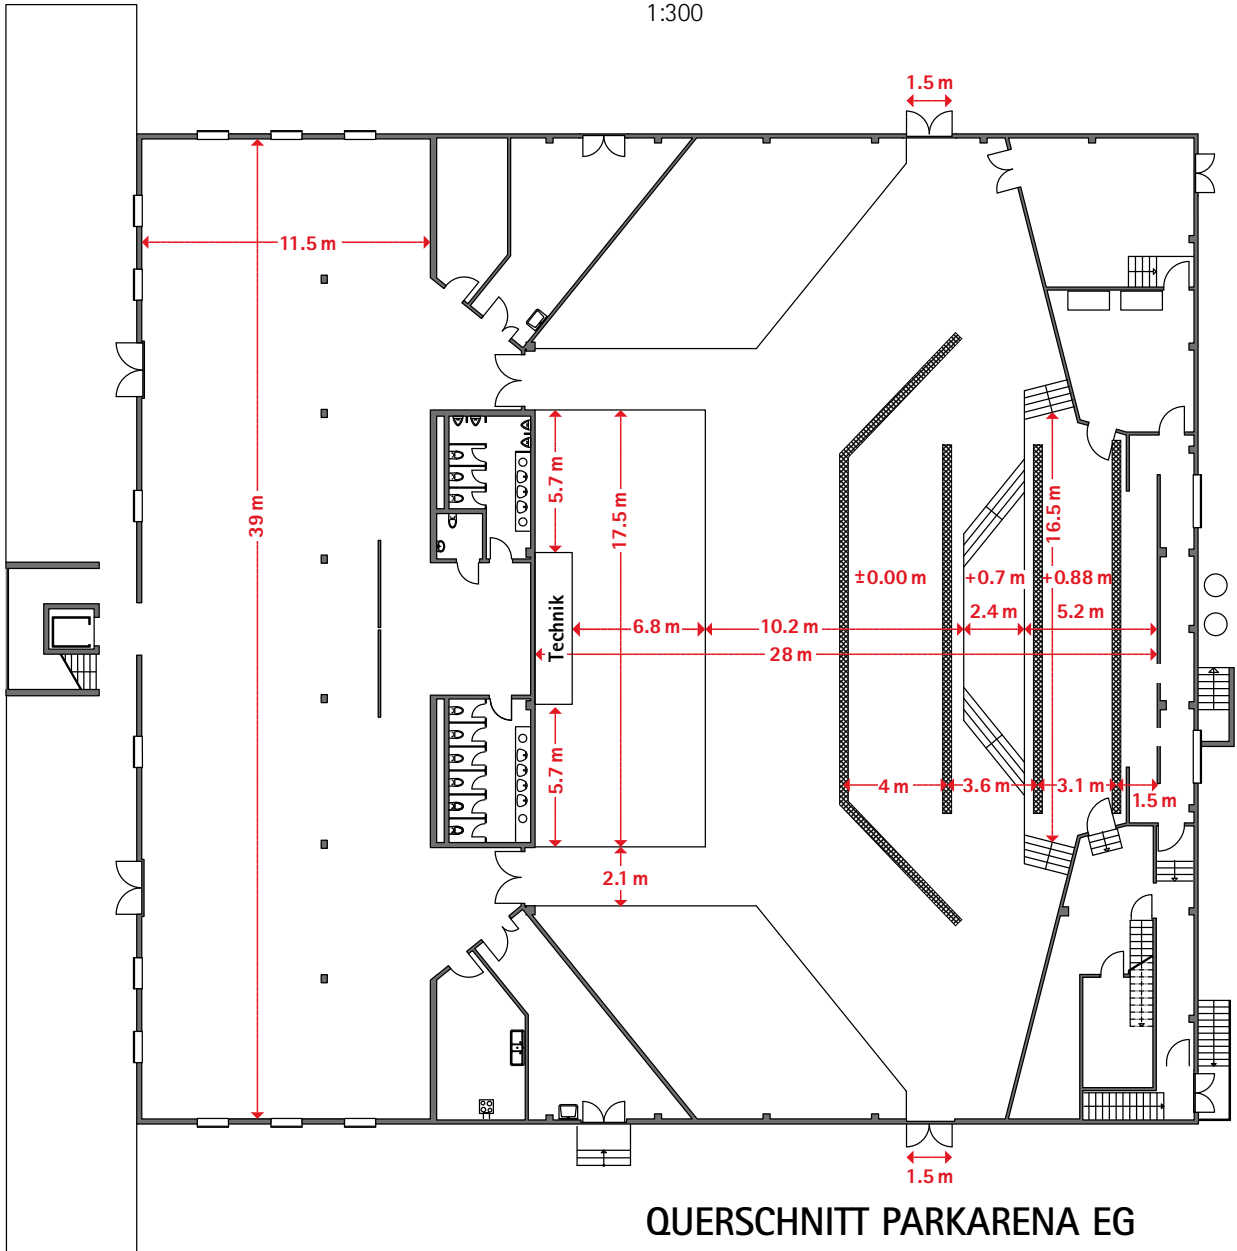 1:300
1.5 m
11.5 m
39 m
5.7 m
17.5 m
16.5 m
±0.00 m
+0.7 m
+0.88 m
2.4 m
5.2 m
Technik
6.8 m
10.2 m
28 m
5.7 m
4 m
3.6 m
3.1 m
1.5 m
2.1 m
1.5 m
QUERSCHNITT PARKARENA EG